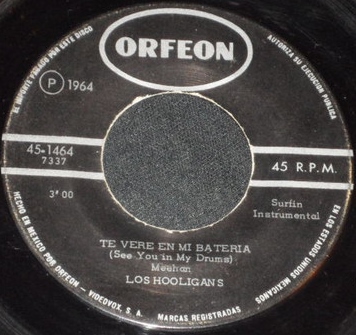 ORFEON
EL IMPORTE PAGADO POR ESTE DISCO
AUTORIZA SU EJECUCION PUBLICA
EN LOS ESTADOS UNIDOS MEXICANOS
P 1964
45-1464
7337
45 R.P.M.
3' 00
Surfin
Instrumental
TE VERE EN MI BATERIA
(See You in My Drums)
Meehan
LOS HOOLIGANS
HECHO EN MEXICO POR ORFEON - VIDEOVOX, S. A. MARCAS REGISTRADAS